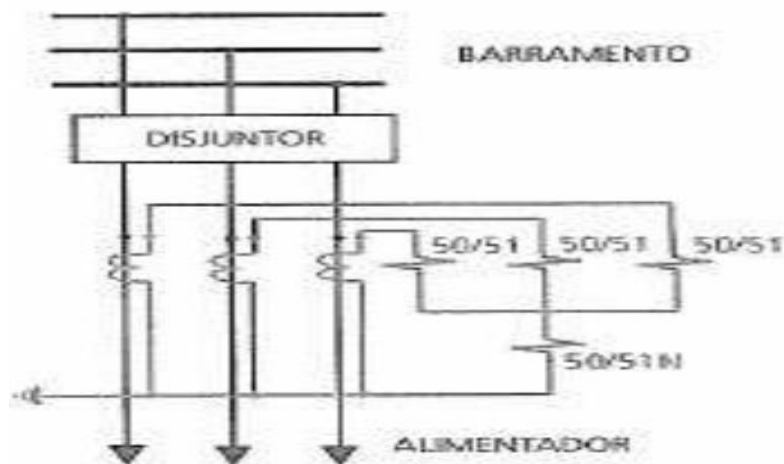 BARRAMENTO
DISJUNTOR
50/51 50/51 50/51
50/51N
ALIMENTADOR